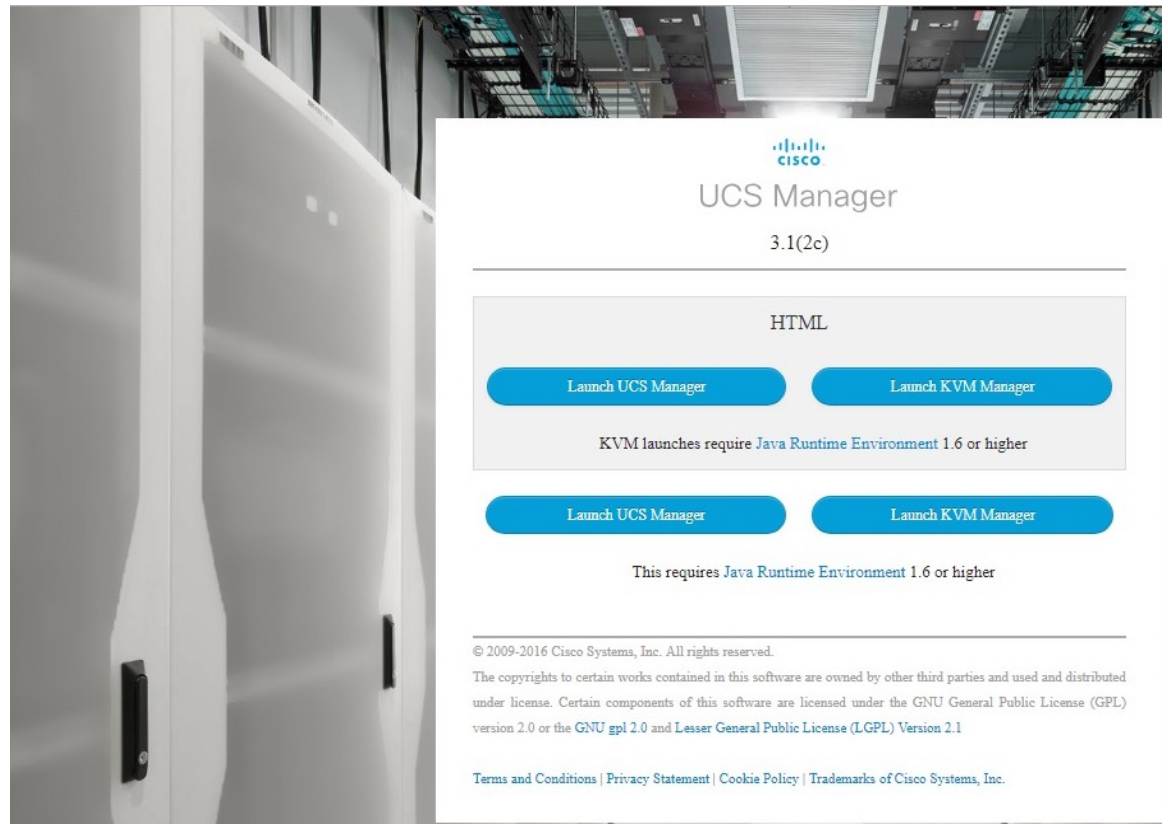 CISCO
UCS Manager
3.1(2c)
HTML
Launch UCS Manager
Launch KVM Manager
KVM launches require Java Runtime Environment 1.6 or higher
Launch UCS Manager
Launch KVM Manager
This requires Java Runtime Environment 1.6 or higher
© 2009-2016 Cisco Systems, Inc. All rights reserved.
The copyrights to certain works contained in this software are owned by other third parties and used and distributed
under license. Certain components of this software are licensed under the GNU General Public License (GPL)
version 2.0 or the GNU gpl 2.0 and Lesser General Public License (LGPL) Version 2.1
Terms and Conditions | Privacy Statement | Cookie Policy | Trademarks of Cisco Systems, Inc.